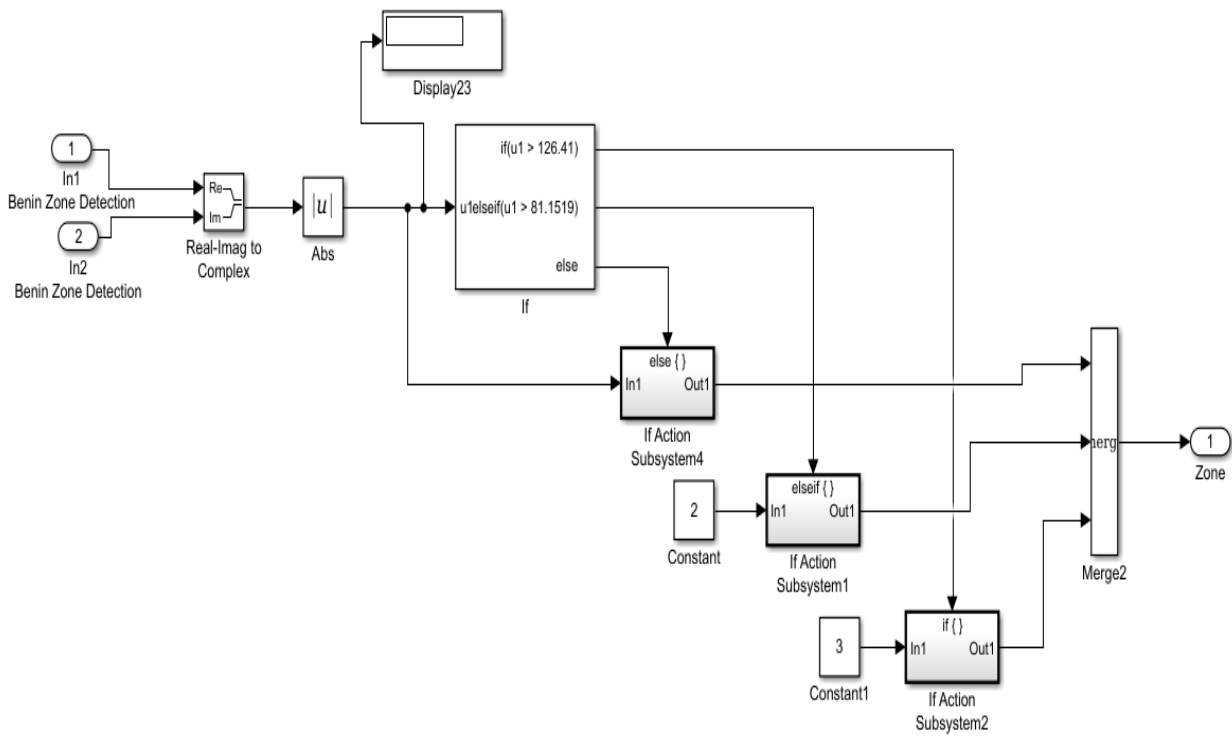 Display23
1
In1
Benin Zone Detection
2
In2
Benin Zone Detection
Re
Im
Real-Imag to
Complex
|u|
Abs
if(u1 > 126.41)
u1elseif(u1 > 81.1519)
else
If
else { }
In1 Out1
If Action
Subsystem4
2
Constant
elseif { }
In1 Out1
If Action
Subsystem1
3
Constant1
if { }
In1 Out1
If Action
Subsystem2
Merge2
1
Zone